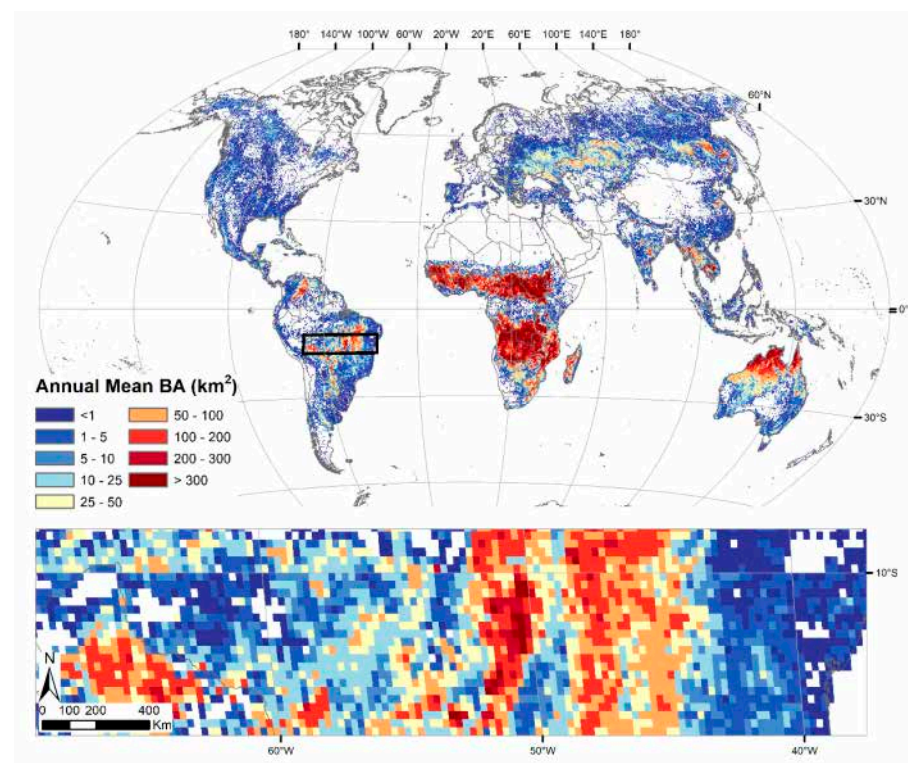 180° 140°W 100°W 60°W 20°W 20°E 60°E 100°E 140°E 180°
60°N
30°N
0°
30°S
Annual Mean BA (km²)
<1 50 - 100
1 - 5 100 - 200
5 - 10 200 - 300
10 - 25 > 300
25 - 50
10°S
N
0 100 200 400
Km
60°W 50°W 40°W